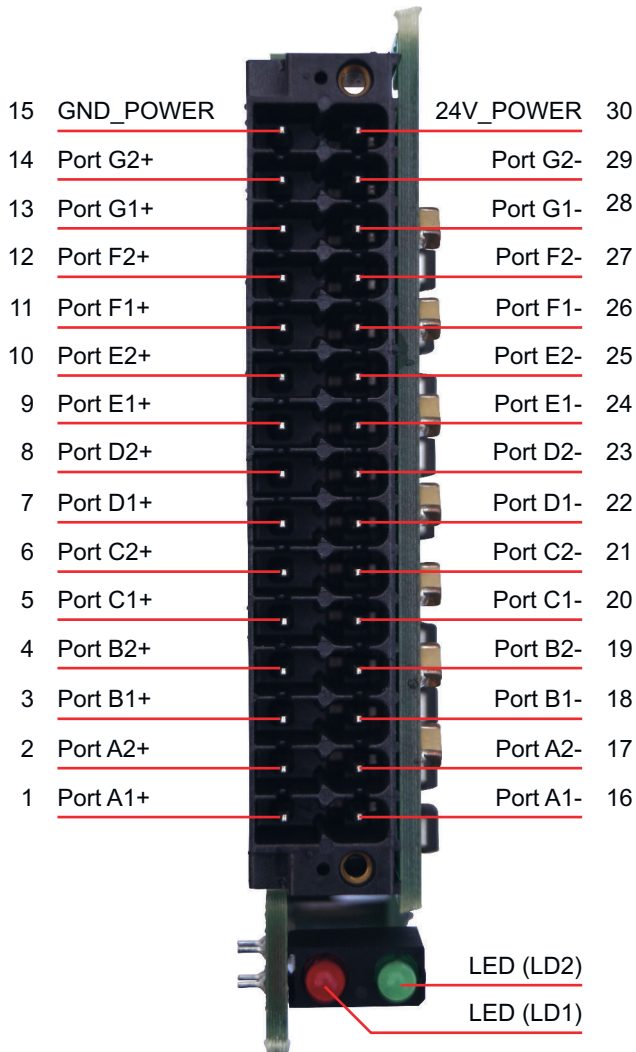 15 GND_POWER 24V_POWER 30
14 Port G2+ Port G2- 29
13 Port G1+ Port G1- 28
12 Port F2+ Port F2- 27
11 Port F1+ Port F1- 26
10 Port E2+ Port E2- 25
9 Port E1+ Port E1- 24
8 Port D2+ Port D2- 23
7 Port D1+ Port D1- 22
6 Port C2+ Port C2- 21
5 Port C1+ Port C1- 20
4 Port B2+ Port B2- 19
3 Port B1+ Port B1- 18
2 Port A2+ Port A2- 17
1 Port A1+ Port A1- 16
LED (LD2)
LED (LD1)